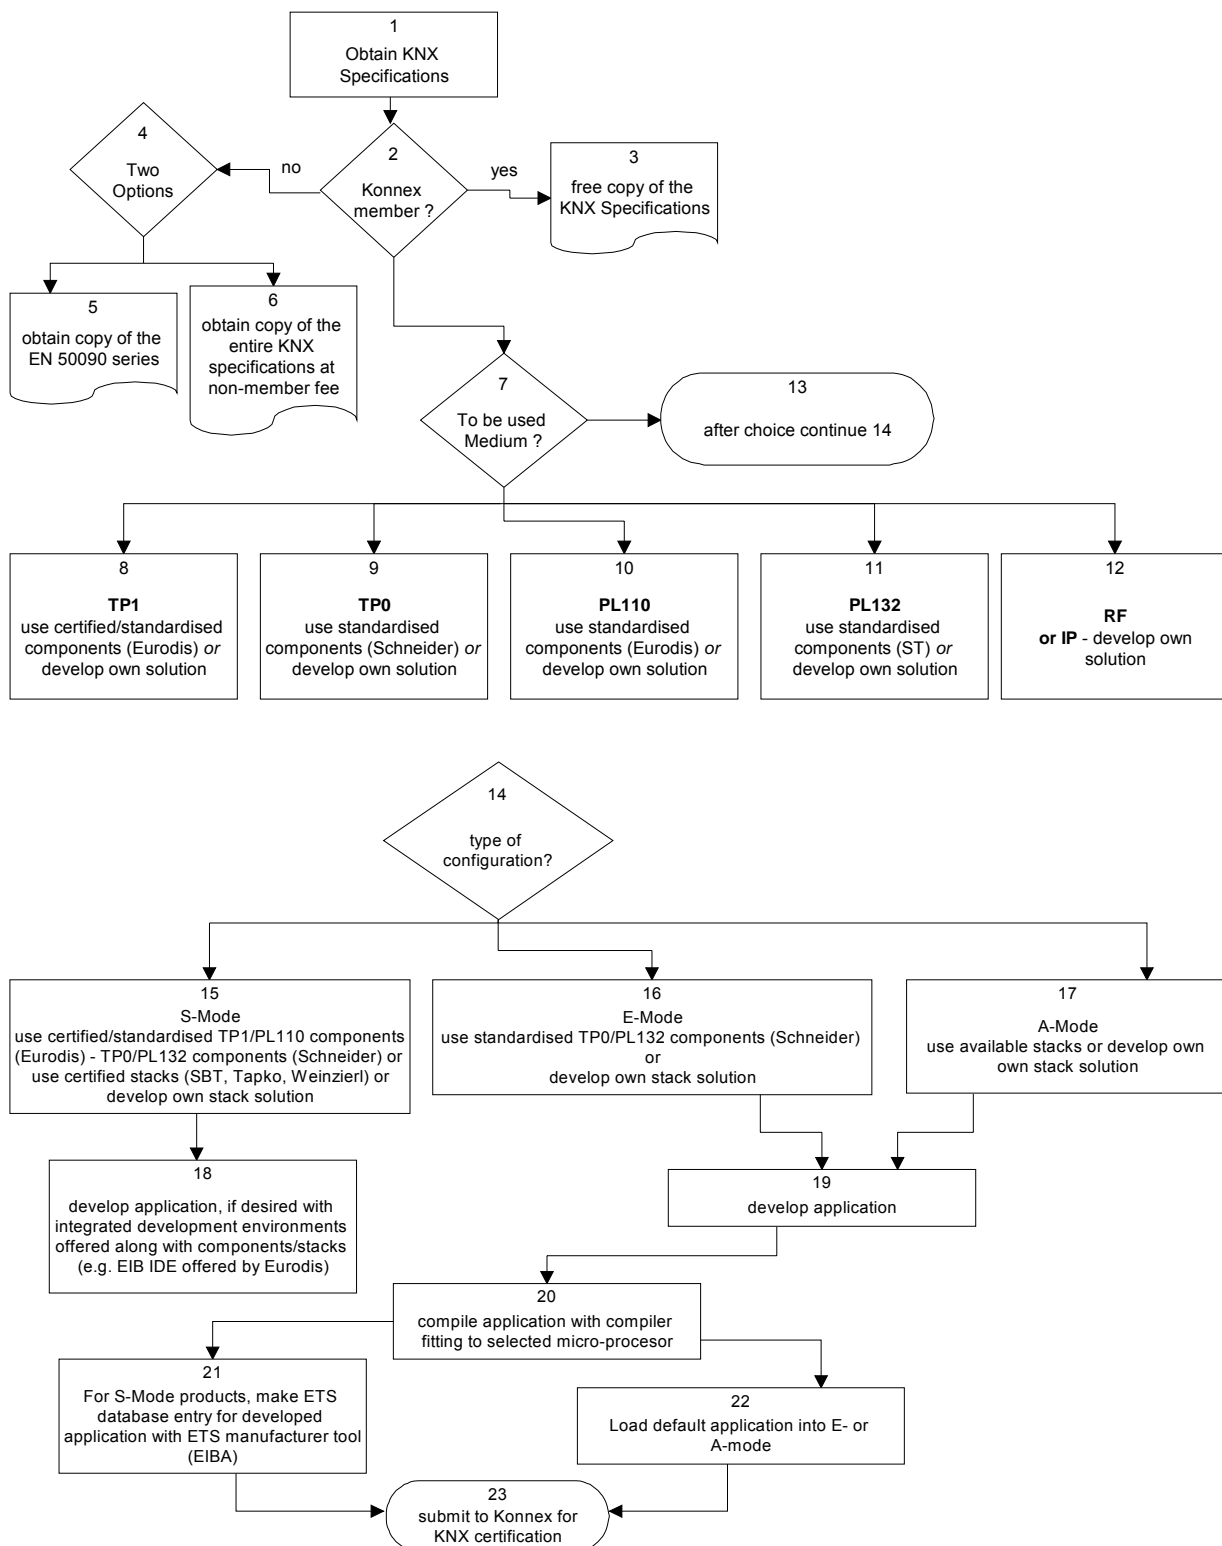 1
Obtain KNX
Specifications
4
Two
Options
no
2
Konnex
member ?
yes
3
free copy of the
KNX Specifications
5
obtain copy of the
EN 50090 series
6
obtain copy of the
entire KNX
specifications at
non-member fee
7
To be used
Medium ?
13
after choice continue 14
8
TP1
use certified/standardised
components (Eurodis) or
develop own solution
9
TP0
use standardised
components (Schneider) or
develop own solution
10
PL110
use standardised
components (Eurodis) or
develop own solution
11
PL132
use standardised
components (ST) or
develop own solution
12
RF
or IP - develop own
solution
14
type of
configuration?
15
S-Mode
use certified/standardised TP1/PL110 components
(Eurodis) - TP0/PL132 components (Schneider) or
use certified stacks (SBT, Tapko, Weinzierl) or
develop own stack solution
16
E-Mode
use standardised TP0/PL132 components (Schneider)
or
develop own stack solution
17
A-Mode
use available stacks or develop own
own stack solution
18
develop application, if desired with
integrated development environments
offered along with components/stacks
(e.g. EIB IDE offered by Eurodis)
19
develop application
20
compile application with compiler
fitting to selected micro-procesor
21
For S-Mode products, make ETS
database entry for developed
application with ETS manufacturer tool
(EIBA)
22
Load default application into E- or
A-mode
23
submit to Konnex for
KNX certification